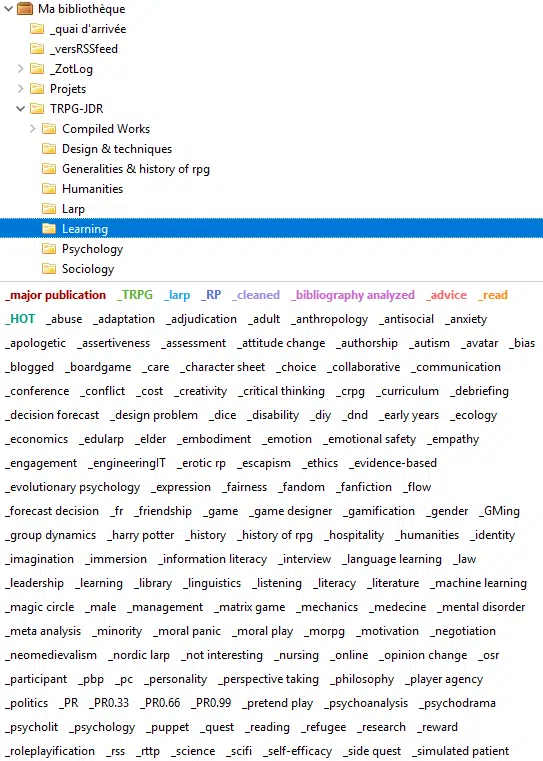 Ma bibliothèque
_quai d'arrivée
_versRSSfeed
_ZotLog
Projets
TRPG-JDR
Compiled Works
Design & techniques
Generalities & history of rpg
Humanities
Larp
Learning
Psychology
Sociology
_major publication _TRPG _larp _RP _cleaned _bibliography analyzed _advice _read
_HOT _abuse _adaptation _adjudication _adult _anthropology _antisocial _anxiety
_apologetic _assertiveness _assessment _attitude change _authorship _autism _avatar _bias
_blogged _boardgame _care _character sheet _choice _collaborative _communication
_conference _conflict _cost _creativity _critical thinking _crpg _curriculum _debriefing
_decision forecast _design problem _dice _disability _diy _dnd _early years _ecology
_economics _edularp _elder _embodiment _emotion _emotional safety _empathy
_engagement _engineeringIT _erotic rp _escapism _ethics _evidence-based
_evolutionary psychology _expression _fairness _fandom _fanfiction _flow
_forecast decision _fr _friendship _game _game designer _gamification _gender _GMing
_group dynamics _harry potter _history _history of rpg _hospitality _humanities _identity
_imagination _immersion _information literacy _interview _language learning _law
_leadership _learning _library _linguistics _listening _literacy _literature _machine learning
_magic circle _male _management _matrix game _mechanics _medecine _mental disorder
_meta analysis _minority _moral panic _moral play _morpg _motivation _negotiation
_neomedievalism _nordic larp _not interesting _nursing _online _opinion change _osr
_participant _pbp _pc _personality _perspective taking _philosophy _player agency
_politics _PR _PR0.33 _PR0.66 _PR0.99 _pretend play _psychoanalysis _psychodrama
_psycholit _psychology _puppet _quest _reading _refugee _research _reward
_roleplayification _rss _rttp _science _scifi _self-efficacy _side quest _simulated patient